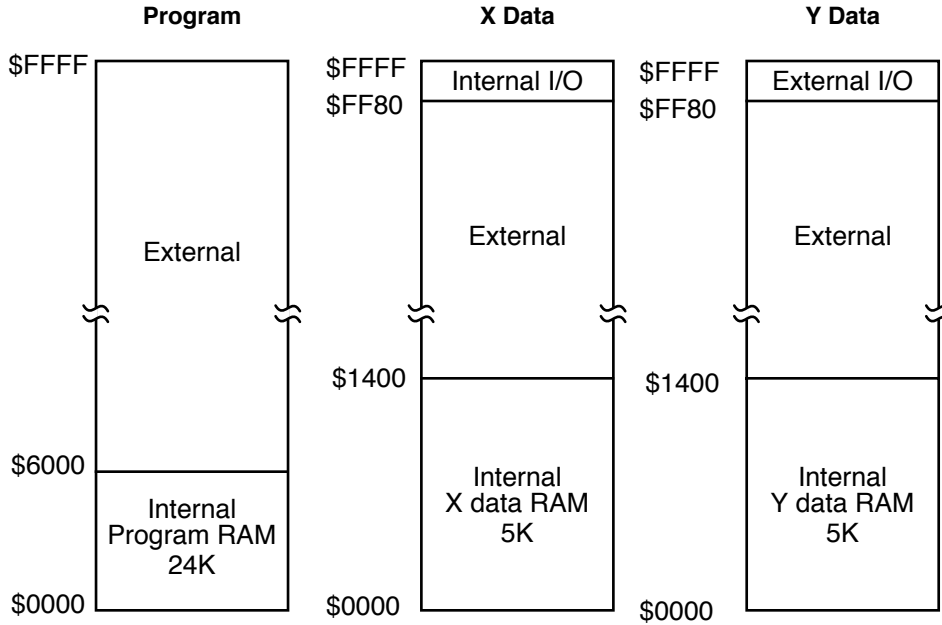 Program
$FFFF
External
$6000
Internal
Program RAM
24K
$0000
X Data
$FFFF
Internal I/O
$FF80
External
$1400
Internal
X data RAM
5K
$0000
Y Data
$FFFF
External I/O
$FF80
External
$1400
Internal
Y data RAM
5K
$0000